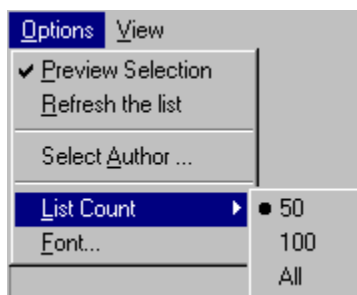 Options View
Preview Selection
Refresh the list
Select Author ...
List Count
50
Font...
100
All